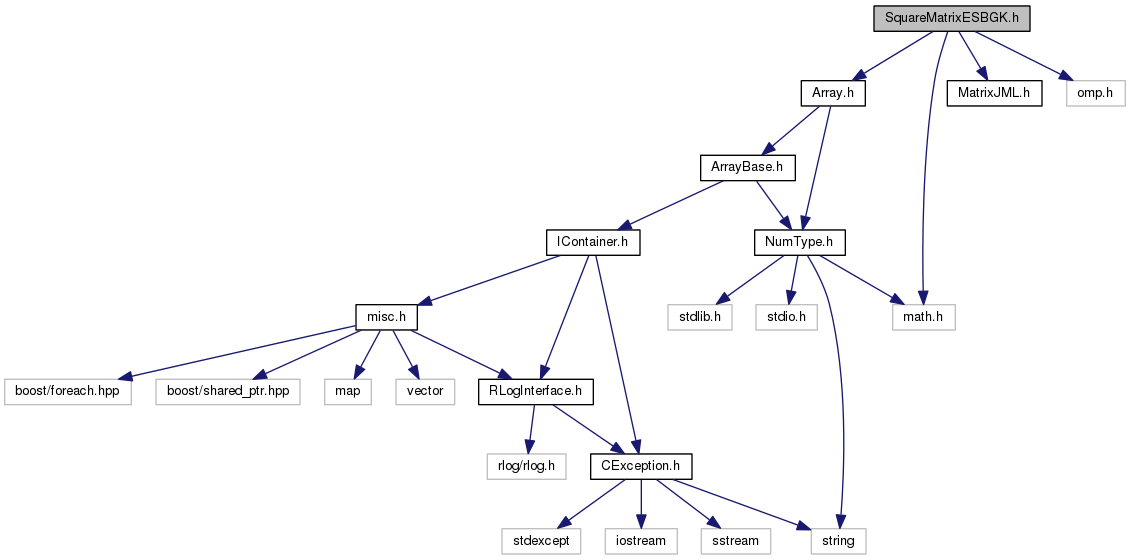 SquareMatrixESBGK.h
Array.h
MatrixJML.h
omp.h
ArrayBase.h
IContainer.h
NumType.h
misc.h
stdlib.h
stdio.h
math.h
boost/foreach.hpp
boost/shared_ptr.hpp
map
vector
RLogInterface.h
rlog/rlog.h
CException.h
stdexcept
iostream
sstream
string